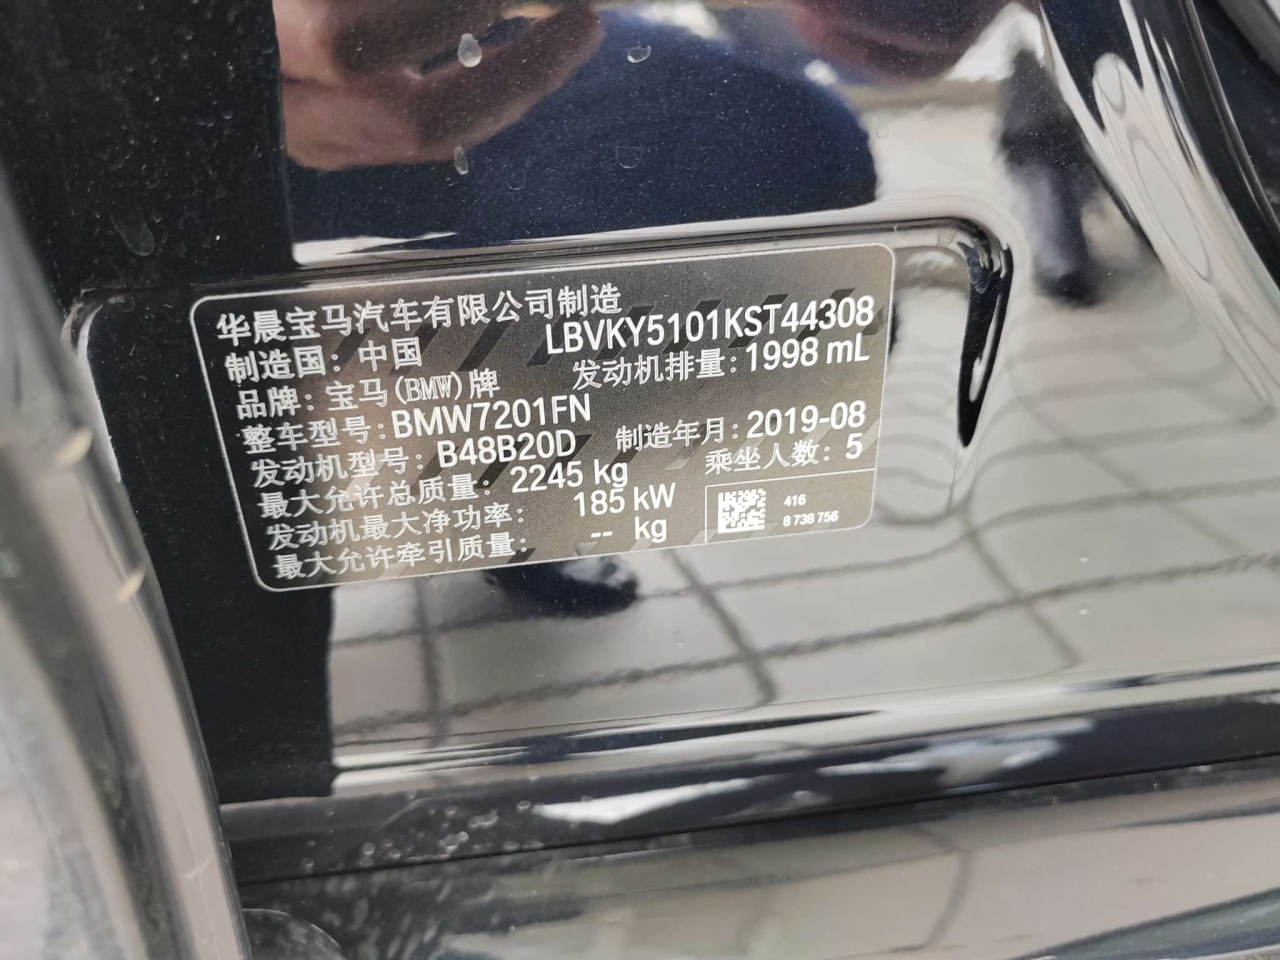 华晨宝马汽车有限公司制造
制造国：中国 LBVKY5101KST44308
品牌：宝马(BMW)牌 发动机排量：1998 mL
整车型号：BMW7201FN
发动机型号：B48B20D 制造年月：2019-08
最大允许总质量：2245 kg 乘坐人数：5
发动机最大净功率：185 kW
最大允许牵引质量：-- kg
416
8 738 756